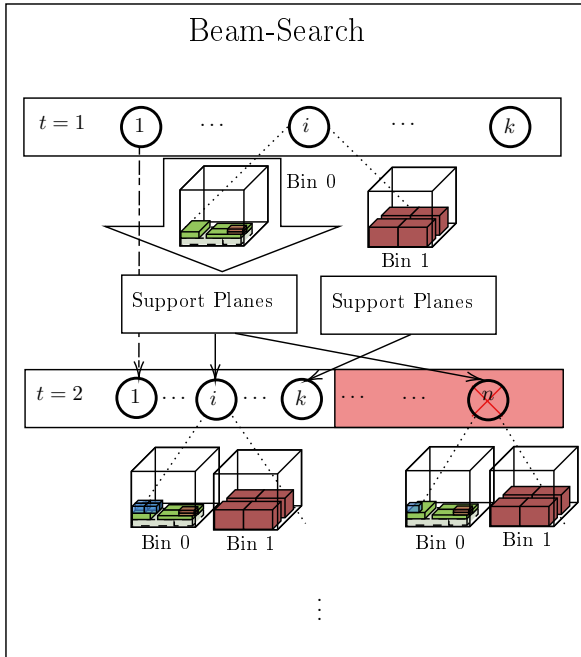 Beam-Search
t = 1 1 ... i ... k
Bin 0
Bin 1
Support Planes
Support Planes
t = 2 1 ... i ... k ... ... n
Bin 0 Bin 1 Bin 0 Bin 1
⋮